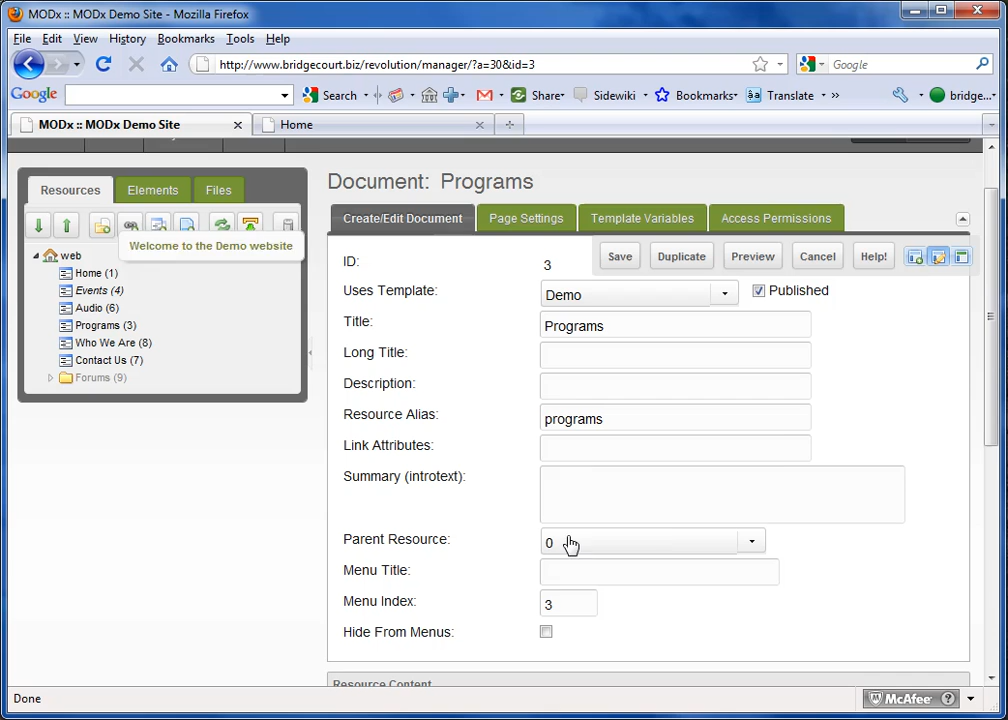 MODx :: MODx Demo Site - Mozilla Firefox
File Edit View History Bookmarks Tools Help
http://www.bridgecourt.biz/revolution/manager/?a=30&id=3
Google
Google
Search
Share
Sidewiki
Bookmarks
Translate
bridge...
MODx :: MODx Demo Site
Home
Resources
Elements
Files
Welcome to the Demo website
web
Home (1)
Events (4)
Audio (6)
Programs (3)
Who We Are (8)
Contact Us (7)
Forums (9)
Document: Programs
Create/Edit Document
Page Settings
Template Variables
Access Permissions
Save
Duplicate
Preview
Cancel
Help!
ID: 3
Uses Template: Demo
Published
Title: Programs
Long Title:
Description:
Resource Alias: programs
Link Attributes:
Summary (introtext):
Parent Resource: 0
Menu Title:
Menu Index: 3
Hide From Menus:
Resource Content
Done
McAfee